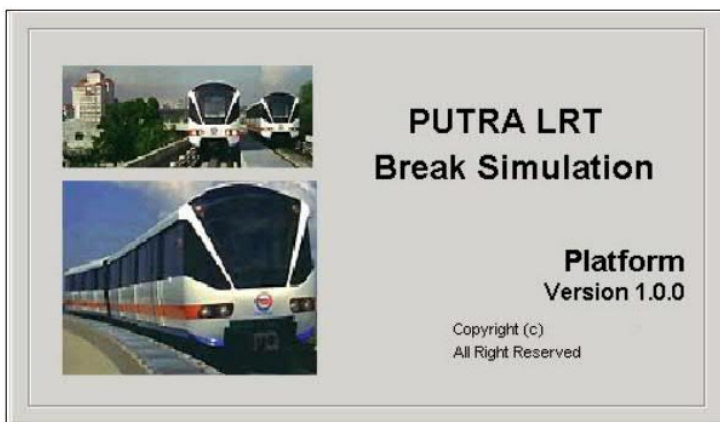 PUTRA LRT
Break Simulation
Platform
Version 1.0.0
Copyright (c)
All Right Reserved